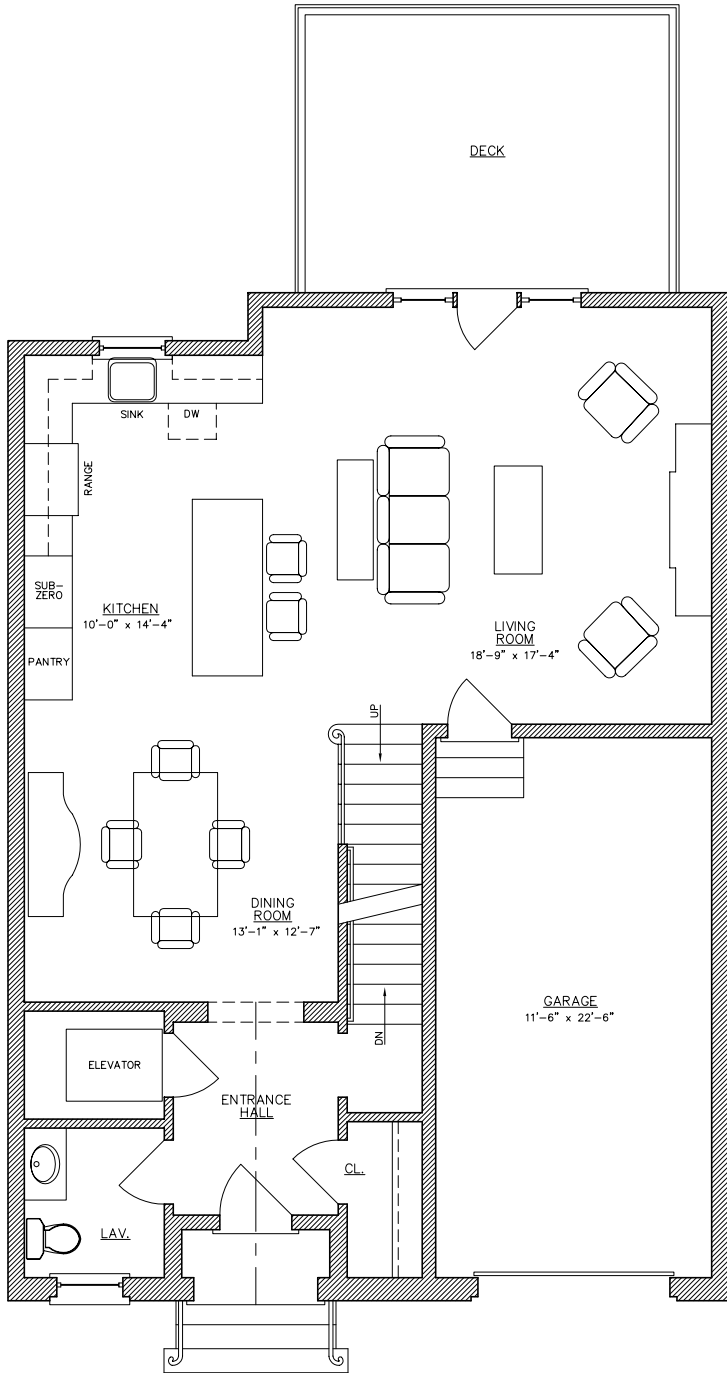 DECK
SINK
DW
RANGE
SUB-
ZERO
KITCHEN
10'-0" x 14'-4"
LIVING
ROOM
18'-9" x 17'-4"
PANTRY
UP
DINING
ROOM
13'-1" x 12'-7"
GARAGE
11'-6" x 22'-6"
DN
ELEVATOR
ENTRANCE
HALL
CL.
LAV.